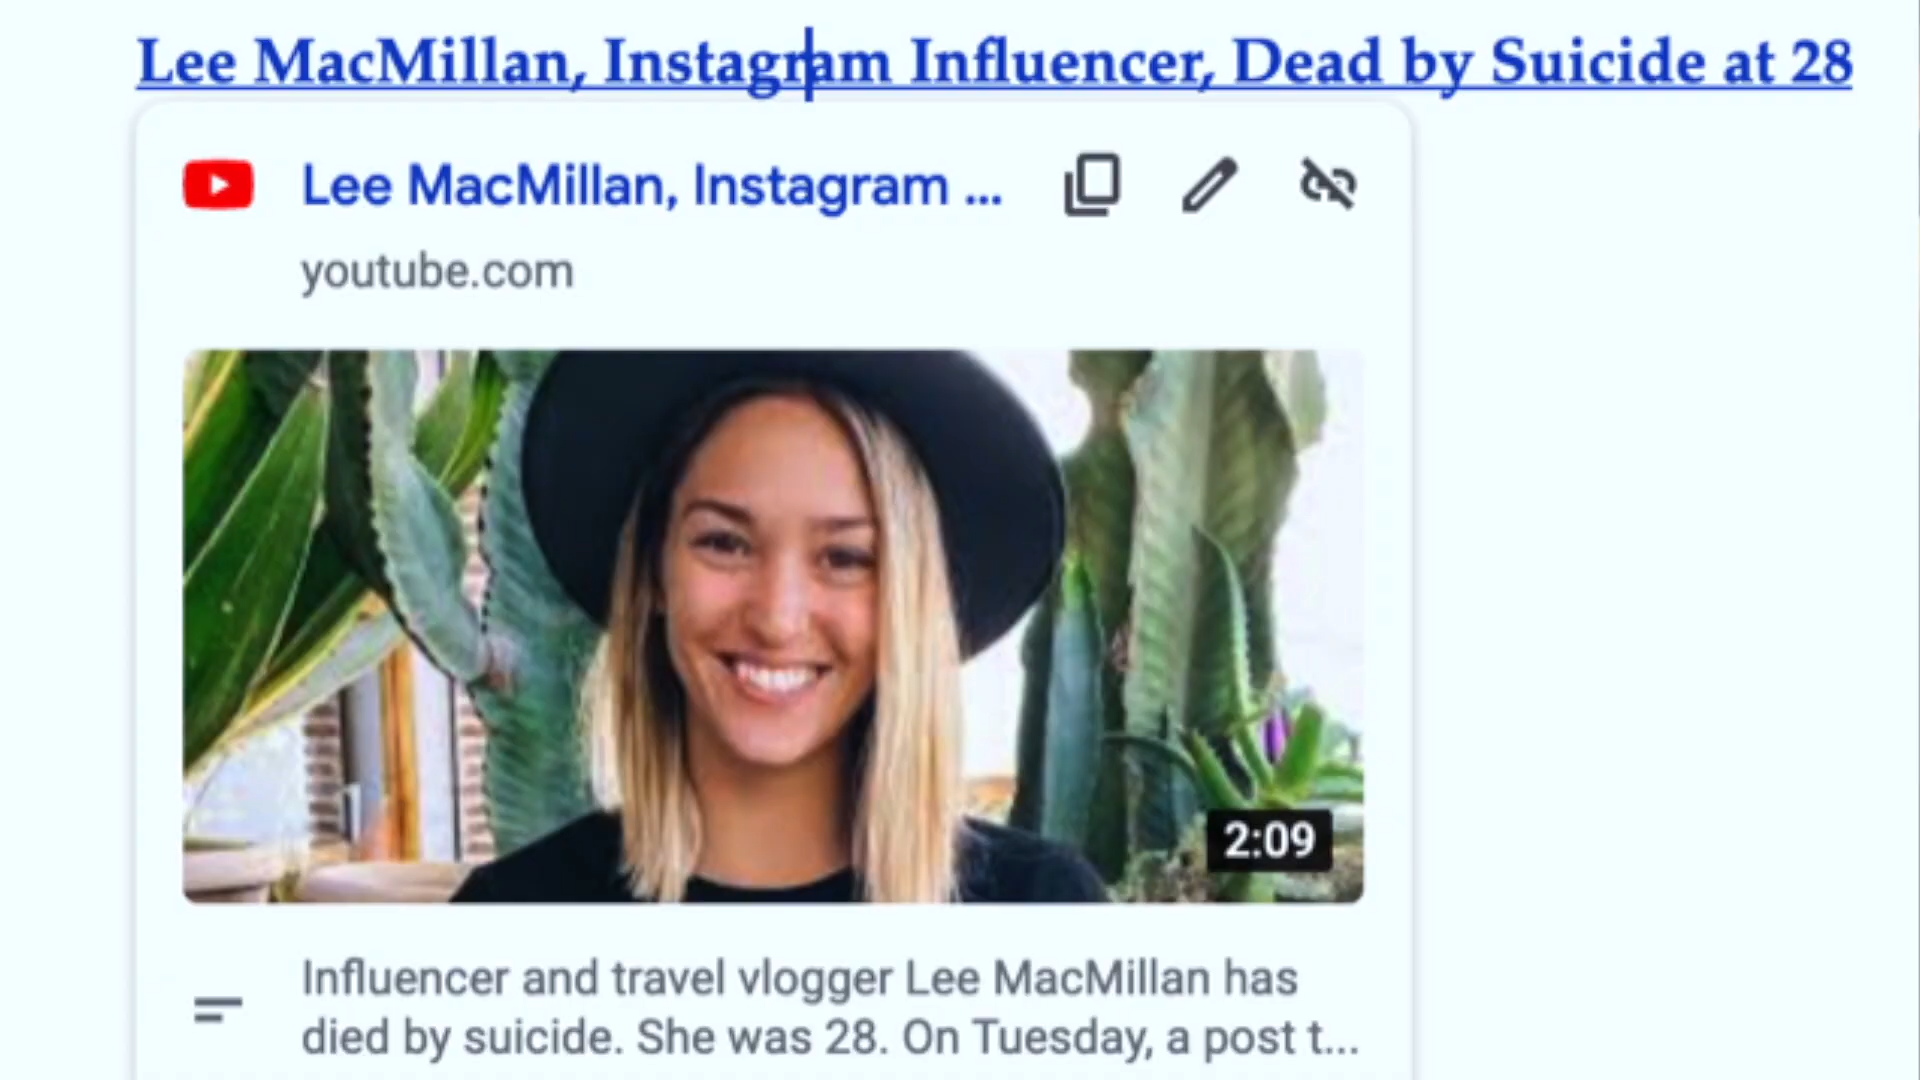 Lee MacMillan, Instagram Influencer, Dead by Suicide at 28
Lee MacMillan, Instagram ...
youtube.com
2:09
Influencer and travel vlogger Lee MacMillan has
died by suicide. She was 28. On Tuesday, a post t...